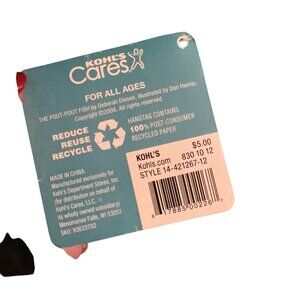 KOHL'S
Cares
FOR ALL AGES
THE POUT-POUT FISH by Deborah Diesen, illustrated by Dan Hanna.
Copyright ©2008. All rights reserved.
REDUCE
REUSE
RECYCLE
HANGTAG CONTAINS
100% POST-CONSUMER
RECYCLED PAPER
MADE IN CHINA.
Manufactured exclusively for
Kohl's Department Stores, Inc.
(for distribution on behalf of
Kohl's Cares, LLC.
its wholly owned subsidiary)
Menomonee Falls, WI 53051
SKU: 83633702
$5.00
KOHL'S
830 10 12
Kohls.com
STYLE 14-421267-12